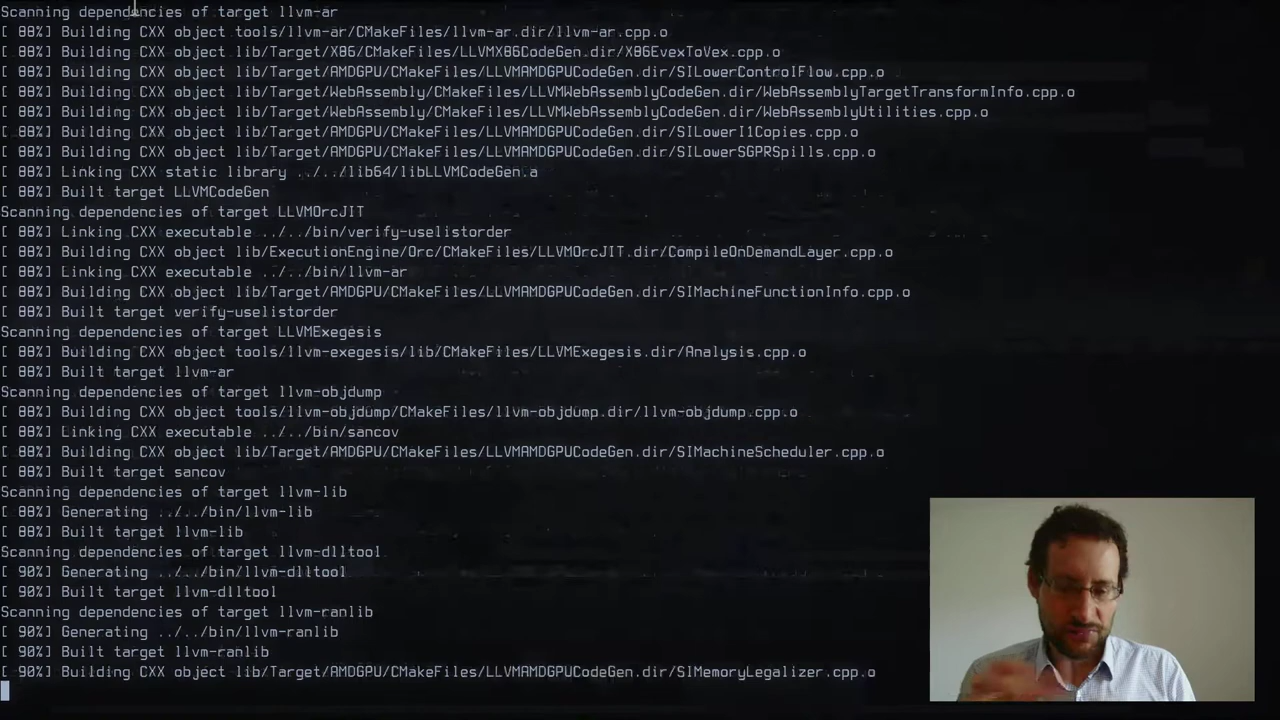 Scanning dependencies of target llvm-ar
[ 88%] Building CXX object tools/llvm-ar/CMakeFiles/llvm-ar.dir/llvm-ar.cpp.o
[ 88%] Building CXX object lib/Target/X86/CMakeFiles/LLVMX86CodeGen.dir/X86EvexToVex.cpp.o
[ 88%] Building CXX object lib/Target/AMDGPU/CMakeFiles/LLVMAMDGPUCodeGen.dir/SILowerControlFlow.cpp.o
[ 88%] Building CXX object lib/Target/WebAssembly/CMakeFiles/LLVMWebAssemblyCodeGen.dir/WebAssemblyTargetTransformInfo.cpp.o
[ 88%] Building CXX object lib/Target/WebAssembly/CMakeFiles/LLVMWebAssemblyCodeGen.dir/WebAssemblyUtilities.cpp.o
[ 88%] Building CXX object lib/Target/AMDGPU/CMakeFiles/LLVMAMDGPUCodeGen.dir/SILowerI1Copies.cpp.o
[ 88%] Building CXX object lib/Target/AMDGPU/CMakeFiles/LLVMAMDGPUCodeGen.dir/SILowerSGPRSpills.cpp.o
[ 88%] Linking CXX static library ../../lib64/libLLVMCodeGen.a
[ 88%] Built target LLVMCodeGen
Scanning dependencies of target LLVMOrcJIT
[ 88%] Linking CXX executable ../../bin/verify-uselistorder
[ 88%] Building CXX object lib/ExecutionEngine/Orc/CMakeFiles/LLVMOrcJIT.dir/CompileOnDemandLayer.cpp.o
[ 88%] Linking CXX executable ../../bin/llvm-ar
[ 88%] Building CXX object lib/Target/AMDGPU/CMakeFiles/LLVMAMDGPUCodeGen.dir/SIMachineFunctionInfo.cpp.o
[ 88%] Built target verify-uselistorder
Scanning dependencies of target LLVMExegesis
[ 88%] Building CXX object tools/llvm-exegesis/lib/CMakeFiles/LLVMExegesis.dir/Analysis.cpp.o
[ 88%] Built target llvm-ar
Scanning dependencies of target llvm-objdump
[ 88%] Building CXX object tools/llvm-objdump/CMakeFiles/llvm-objdump.dir/llvm-objdump.cpp.o
[ 88%] Linking CXX executable ../../bin/sancov
[ 88%] Building CXX object lib/Target/AMDGPU/CMakeFiles/LLVMAMDGPUCodeGen.dir/SIMachineScheduler.cpp.o
[ 88%] Built target sancov
Scanning dependencies of target llvm-lib
[ 88%] Generating ../../bin/llvm-lib
[ 88%] Built target llvm-lib
Scanning dependencies of target llvm-dlltool
[ 90%] Generating ../../bin/llvm-dlltool
[ 90%] Built target llvm-dlltool
Scanning dependencies of target llvm-ranlib
[ 90%] Generating ../../bin/llvm-ranlib
[ 90%] Built target llvm-ranlib
[ 90%] Building CXX object lib/Target/AMDGPU/CMakeFiles/LLVMAMDGPUCodeGen.dir/SIMemoryLegalizer.cpp.o